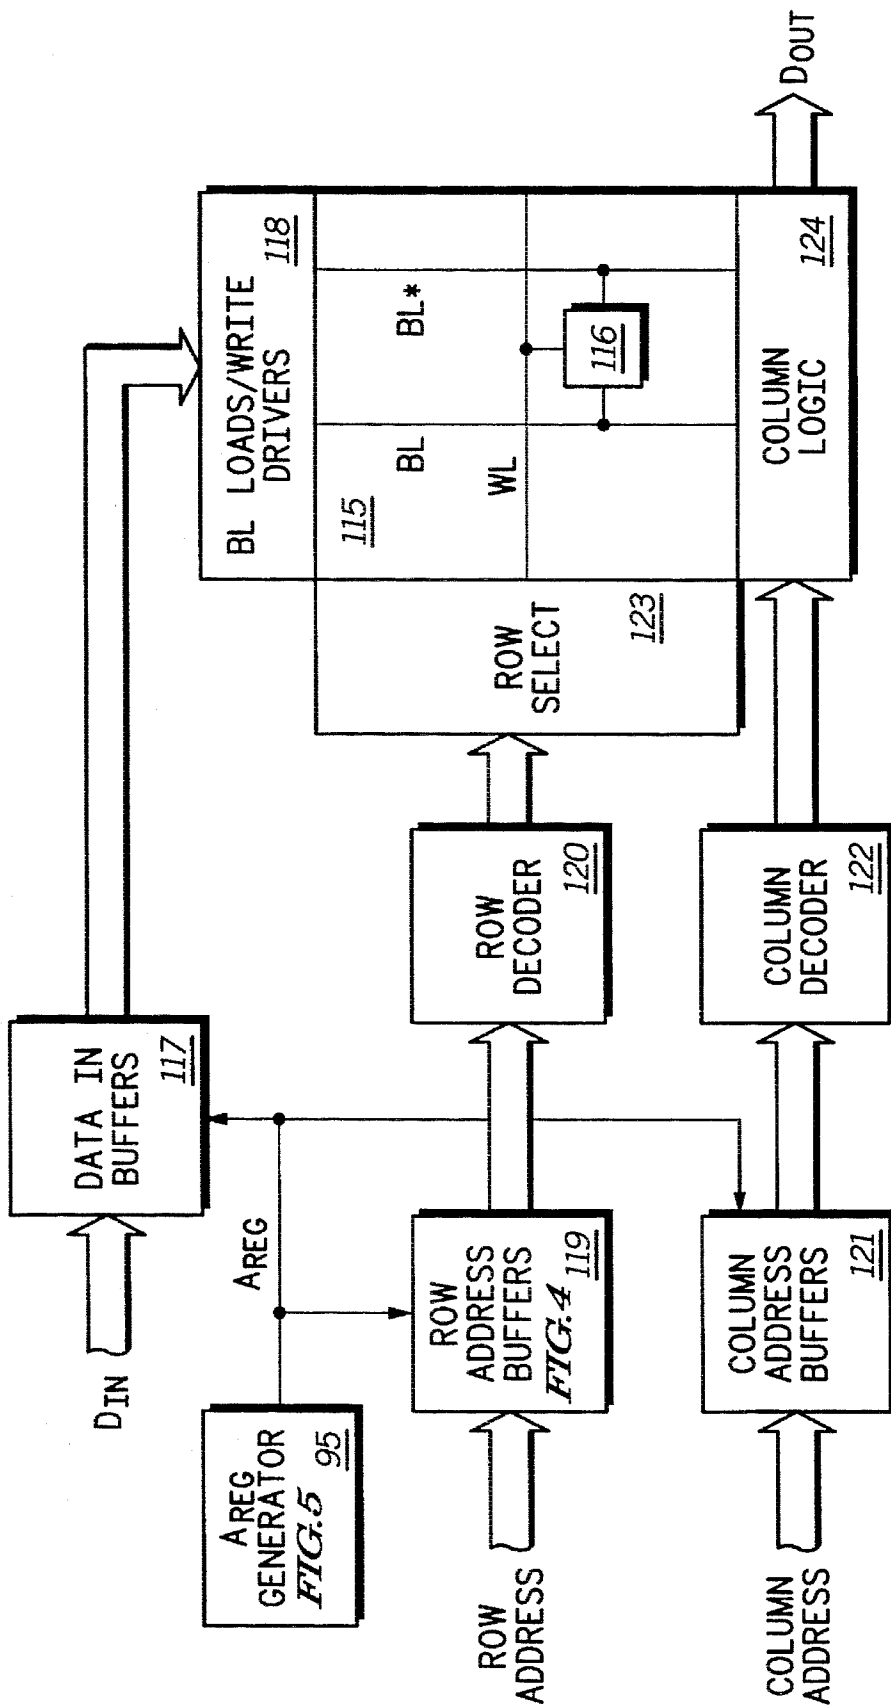 DIN
DATA IN
BUFFERS
117
BL LOADS/WRITE
DRIVERS
118
AREG
GENERATOR
FIG.5
95
AREG
115
BL
BL*
WL
116
ROW
ADDRESS
ROW
ADDRESS
BUFFERS
FIG.4
119
ROW
DECODER
120
ROW
SELECT
123
COLUMN
ADDRESS
COLUMN
ADDRESS
BUFFERS
121
COLUMN
DECODER
122
COLUMN
LOGIC
124
DOUT